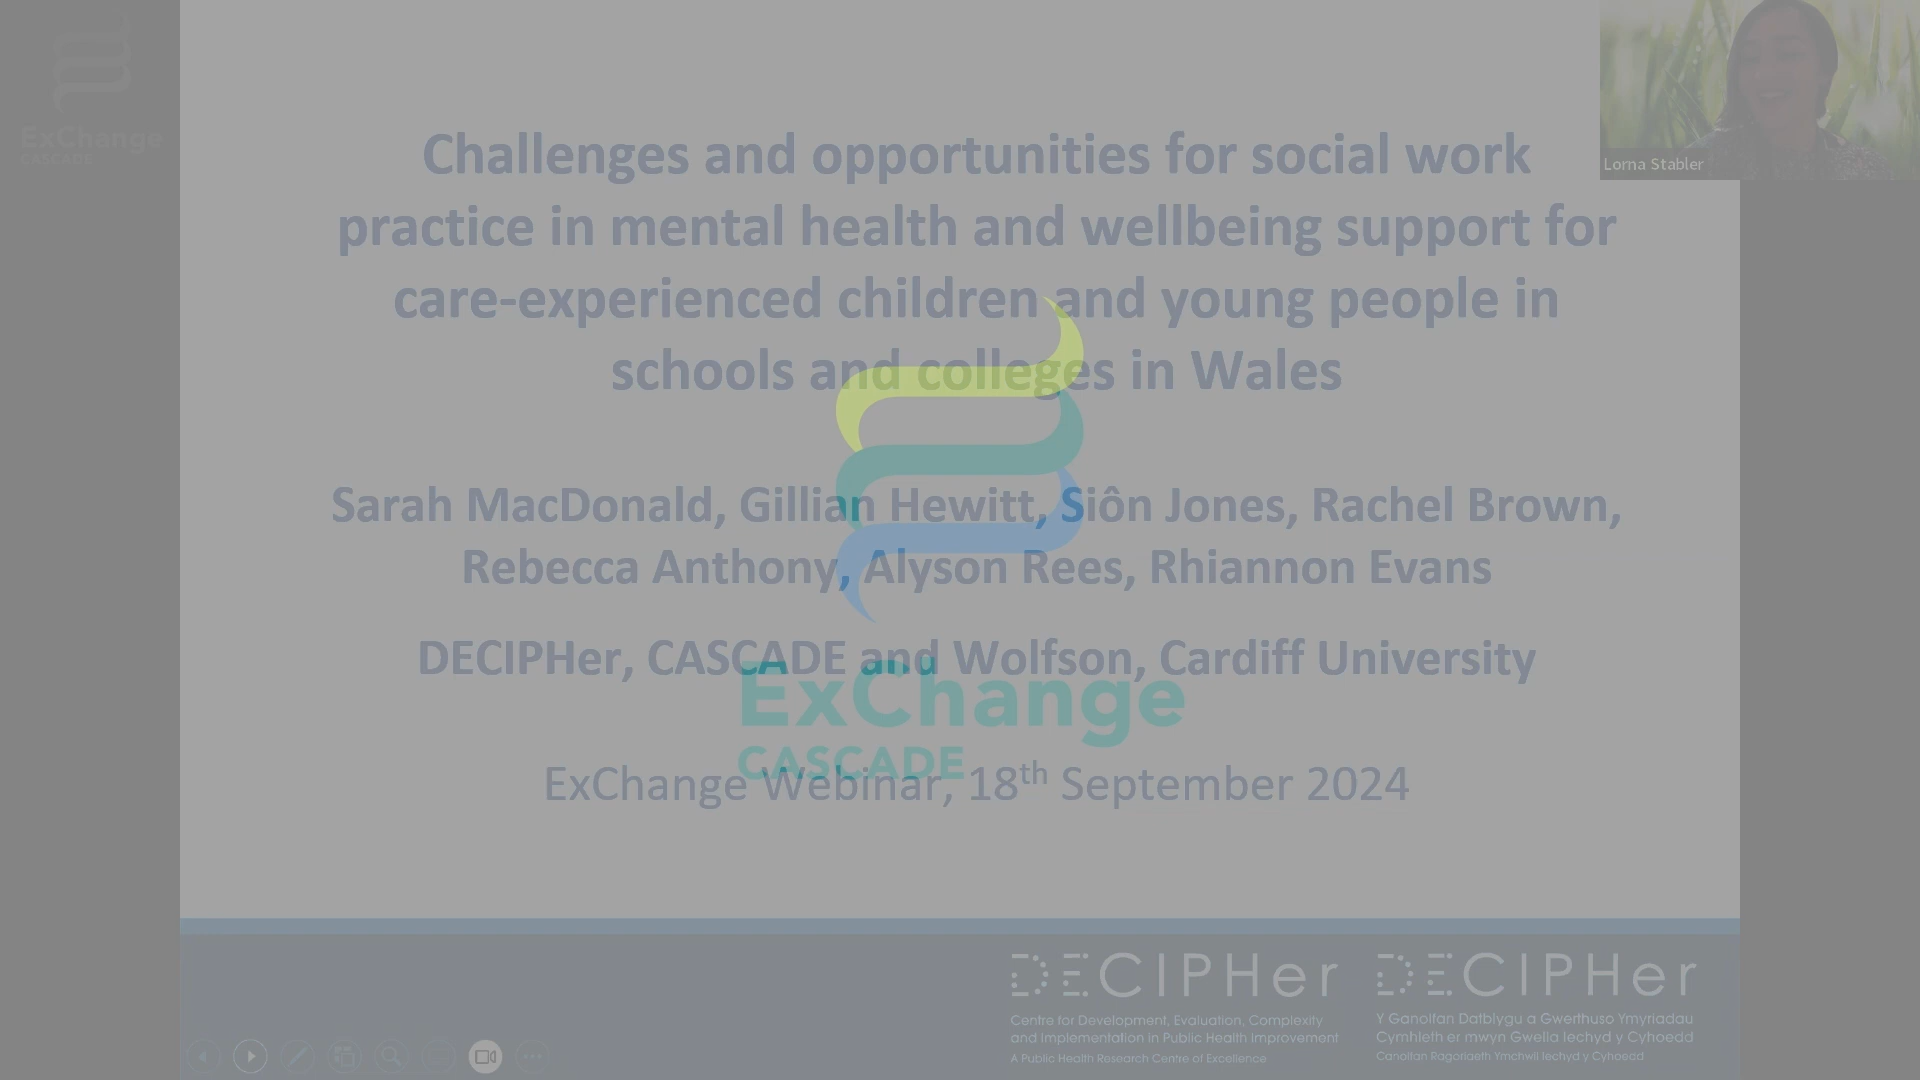 ExChange
CASCADE
Lorna Stabler
Challenges and opportunities for social work
practice in mental health and wellbeing support for
care-experienced children and young people in
schools and colleges in Wales
Sarah MacDonald, Gillian Hewitt, Siôn Jones, Rachel Brown,
Rebecca Anthony, Alyson Rees, Rhiannon Evans
DECIPHer, CASCADE and Wolfson, Cardiff University
ExChange
CASCADE
ExChange Webinar, 18th September 2024
DECIPHer
Centre for Development, Evaluation, Complexity
and Implementation in Public Health Improvement
A Public Health Research Centre of Excellence
DECIPHer
Y Ganolfan Datblygu a Gwerthuso Ymyriadau
Cymhleth er mwyn Gwella Iechyd y Cyhoedd
Canolfan Ragoriaeth Ymchwil Iechyd y Cyhoedd